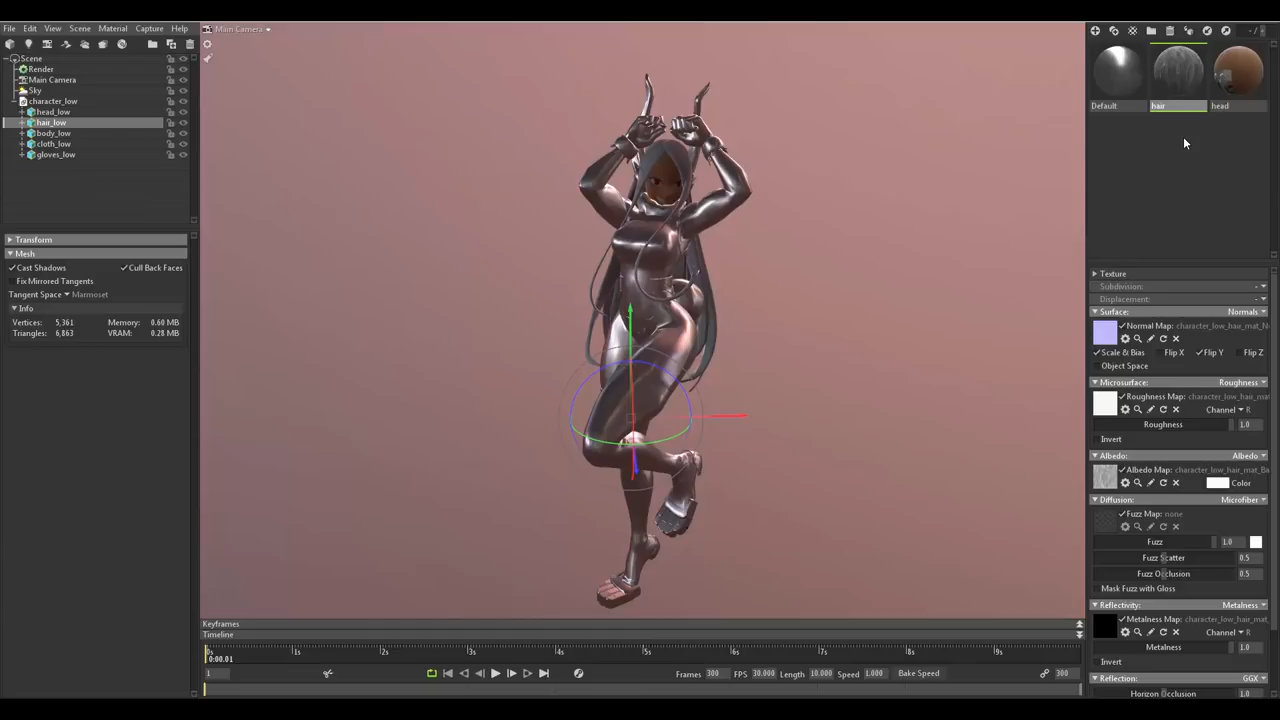 File Edit View Scene Material Capture Help
Main Camera
Scene
Render
Main Camera
Sky
character_low
head_low
hair_low
body_low
cloth_low
gloves_low
Transform
Mesh
Cast Shadows Cull Back Faces
Fix Mirrored Tangents
Tangent Space Marmoset
Info
Vertices: 5,361 Memory: 0.60 MB
Triangles: 6,863 VRAM: 0.28 MB
Keyframes
Timeline
0s 1s 2s 3s 4s 5s 6s 7s 8s 9s
0:00.01
1 Frames 300 FPS 30.000 Length 10.000 Speed 1.000 Bake Speed 300
- /
Default hair head
Texture
Subdivision: -
Displacement: -
Surface: Normals
Normal Map: character_low_hair_mat_N
Scale & Bias Flip X Flip Y Flip Z
Object Space
Microsurface: Roughness
Roughness Map: character_low_hair_mat
Channel R
Roughness 1.0
Invert
Albedo: Albedo
Albedo Map: character_low_hair_mat_Ba
Color
Diffusion: Microfiber
Fuzz Map: none
Fuzz 1.0
Fuzz Scatter 0.5
Fuzz Occlusion 0.5
Mask Fuzz with Gloss
Reflectivity: Metalness
Metalness Map: character_low_hair_mat_
Channel R
Metalness 1.0
Invert
Reflection: GGX
Horizon Occlusion 1.0